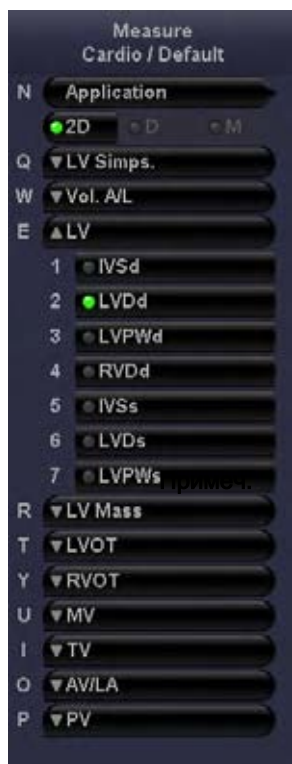 Measure
Cardio / Default
N Application
2D D M
Q LV Simps.
W Vol. A/L
E LV
1 IVSd
2 LVDd
3 LVPWd
4 RVDd
5 IVSs
6 LVDs
7 LVPWs
Примеч.
R LV Mass
T LVOT
Y RVOT
U MV
I TV
O AV/LA
P PV